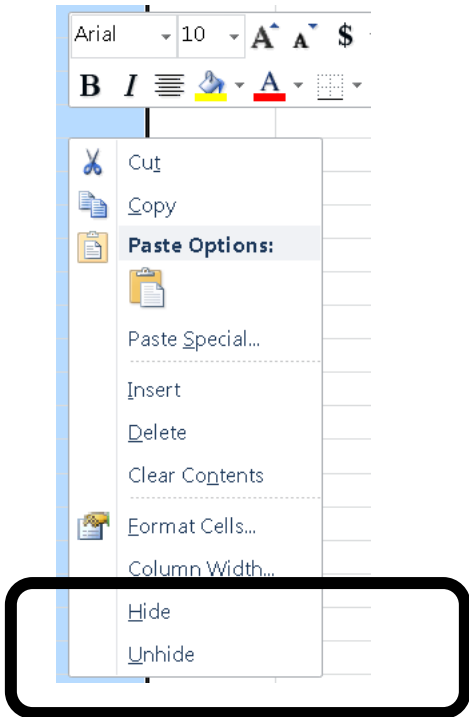 Arial 10 A A $
B I A
Cut
Copy
Paste Options:
Paste Special...
Insert
Delete
Clear Contents
Format Cells...
Column Width...
Hide
Unhide